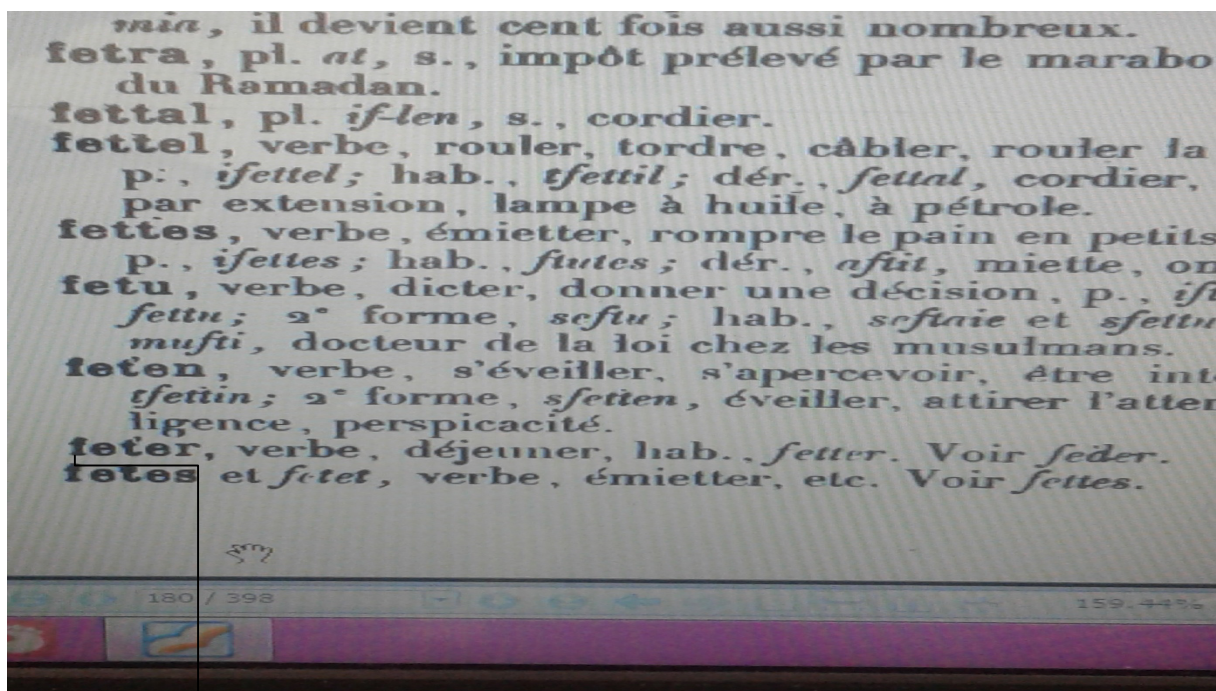 min, il devient cent fois aussi nombreux.
fetra, pl. at, s., impôt prélevé par le marabo
du Ramadan.
fettal, pl. if-len, s., cordier.
fettel, verbe, rouler, tordre, câbler, rouler la
p., ifettel; hab., tfettil; dér., fettal, cordier,
par extension, lampe à huile, à pétrole.
fettes, verbe, émietter, rompre le pain en petits
p., ifettes; hab., ; dér., aftit, miette, on
fetu, verbe, dicter, donner une décision, p.,
fettu; 2e forme, seftu; hab., seftaie et sfettu
mufti, docteur de la loi chez les musulmans.
feten, verbe, s'éveiller, s'apercevoir, être int
tfettin; 2e forme, sfetten, éveiller, attirer l'atten
ligence, perspicacité.
feter, verbe, déjeuner, hab., fetter. Voir feder.
fetes et fetet, verbe, émietter, etc. Voir fettes.
180 / 398
159.44%